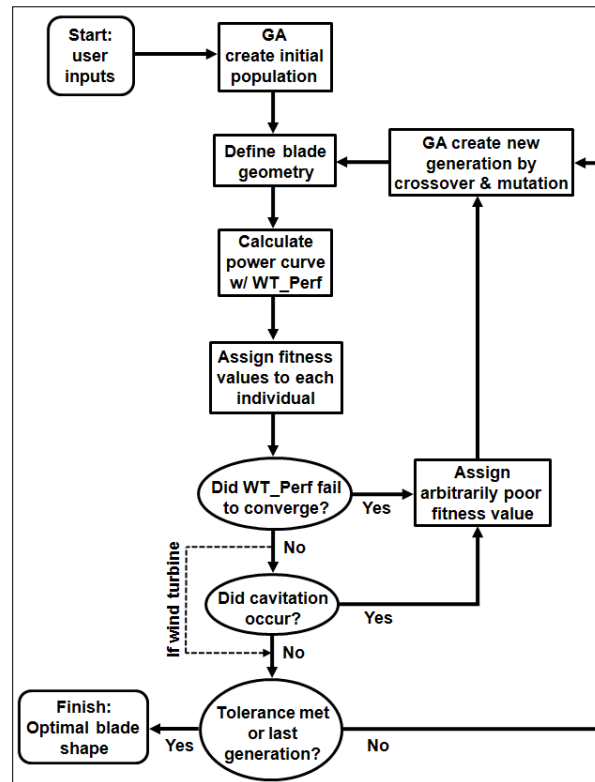 Start:
user
inputs
GA
create initial
population
Define blade
geometry
GA create new
generation by
crossover & mutation
Calculate
power curve
w/ WT_Perf
Assign fitness
values to each
individual
Did WT_Perf fail
to converge?
Yes
Assign
arbitrarily poor
fitness value
No
If wind turbine
Did cavitation
occur?
Yes
No
Tolerance met
or last
generation?
Yes
No
Finish:
Optimal blade
shape